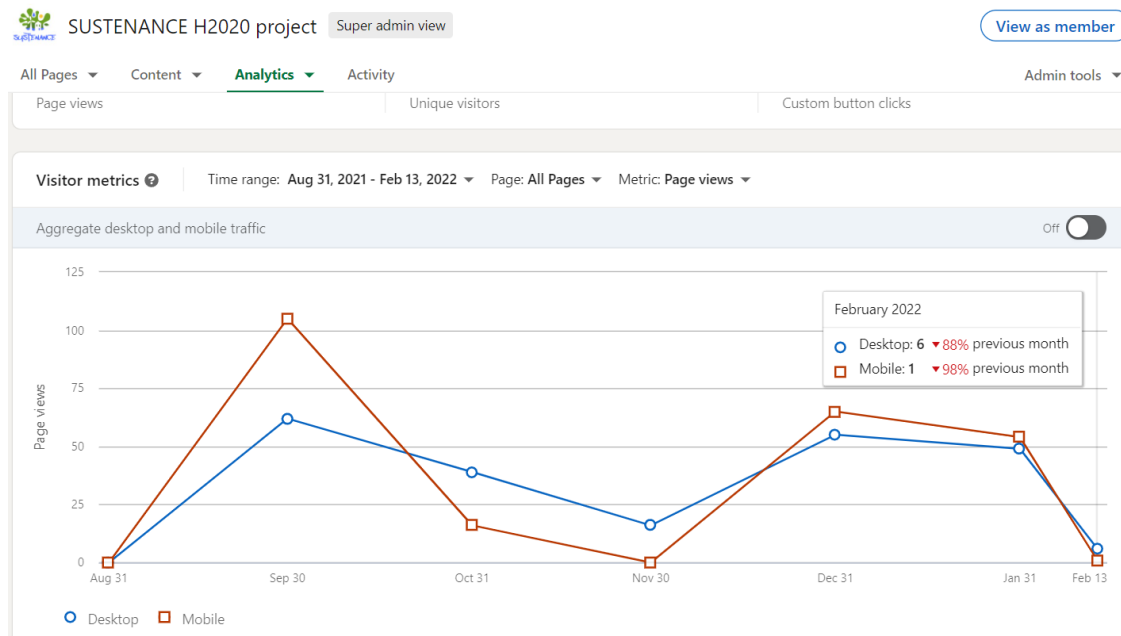 SUSTENANCE
SUSTENANCE H2020 project Super admin view View as member
All Pages Content Analytics Activity Admin tools
Page views Unique visitors Custom button clicks
Visitor metrics ? Time range: Aug 31, 2021 - Feb 13, 2022 Page: All Pages Metric: Page views
Aggregate desktop and mobile traffic Off
125
February 2022
100
Desktop: 6 ▼88% previous month
Mobile: 1 ▼98% previous month
75
Page views
50
25
0
Aug 31 Sep 30 Oct 31 Nov 30 Dec 31 Jan 31 Feb 13
Desktop Mobile